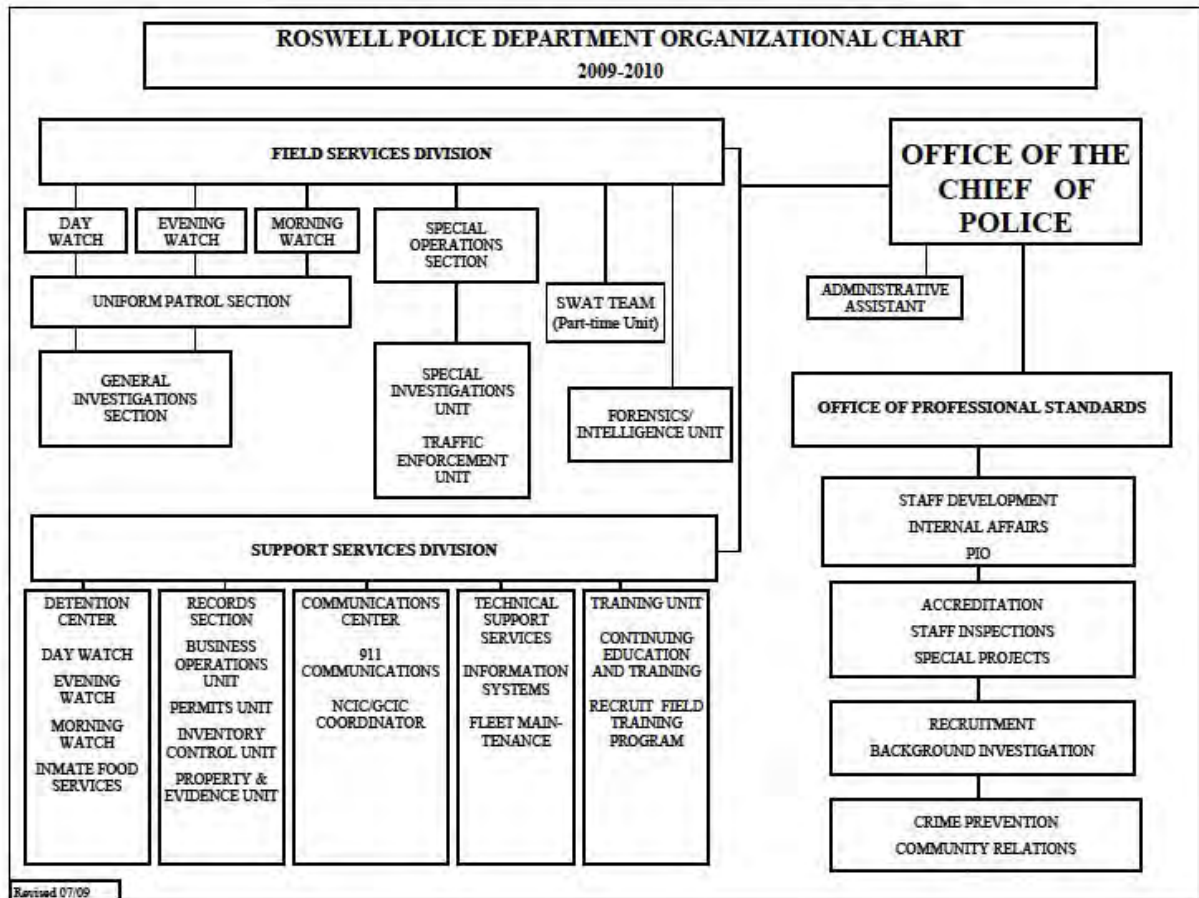 ROSWELL POLICE DEPARTMENT ORGANIZATIONAL CHART
2009-2010
FIELD SERVICES DIVISION
OFFICE OF THE
CHIEF OF
POLICE
DAY
WATCH
EVENING
WATCH
MORNING
WATCH
SPECIAL
OPERATIONS
SECTION
UNIFORM PATROL SECTION
SWAT TEAM
(Part-time Unit)
ADMINISTRATIVE
ASSISTANT
GENERAL
INVESTIGATIONS
SECTION
SPECIAL
INVESTIGATIONS
UNIT
TRAFFIC
ENFORCEMENT
UNIT
FORENSICS/
INTELLIGENCE UNIT
OFFICE OF PROFESSIONAL STANDARDS
STAFF DEVELOPMENT
INTERNAL AFFAIRS
PIO
ACCREDITATION
STAFF INSPECTIONS
SPECIAL PROJECTS
RECRUITMENT
BACKGROUND INVESTIGATION
CRIME PREVENTION
COMMUNITY RELATIONS
SUPPORT SERVICES DIVISION
DETENTION
CENTER
DAY WATCH
EVENING
WATCH
MORNING
WATCH
INMATE FOOD
SERVICES
RECORDS
SECTION
BUSINESS
OPERATIONS
UNIT
PERMITS UNIT
INVENTORY
CONTROL UNIT
PROPERTY &
EVIDENCE UNIT
COMMUNICATIONS
CENTER
911
COMMUNICATIONS
NCIC/GCIC
COORDINATOR
TECHNICAL
SUPPORT
SERVICES
INFORMATION
SYSTEMS
FLEET MAIN-
TENANCE
TRAINING UNIT
CONTINUING
EDUCATION
AND TRAINING
RECRUIT FIELD
TRAINING
PROGRAM
Revised 07/09